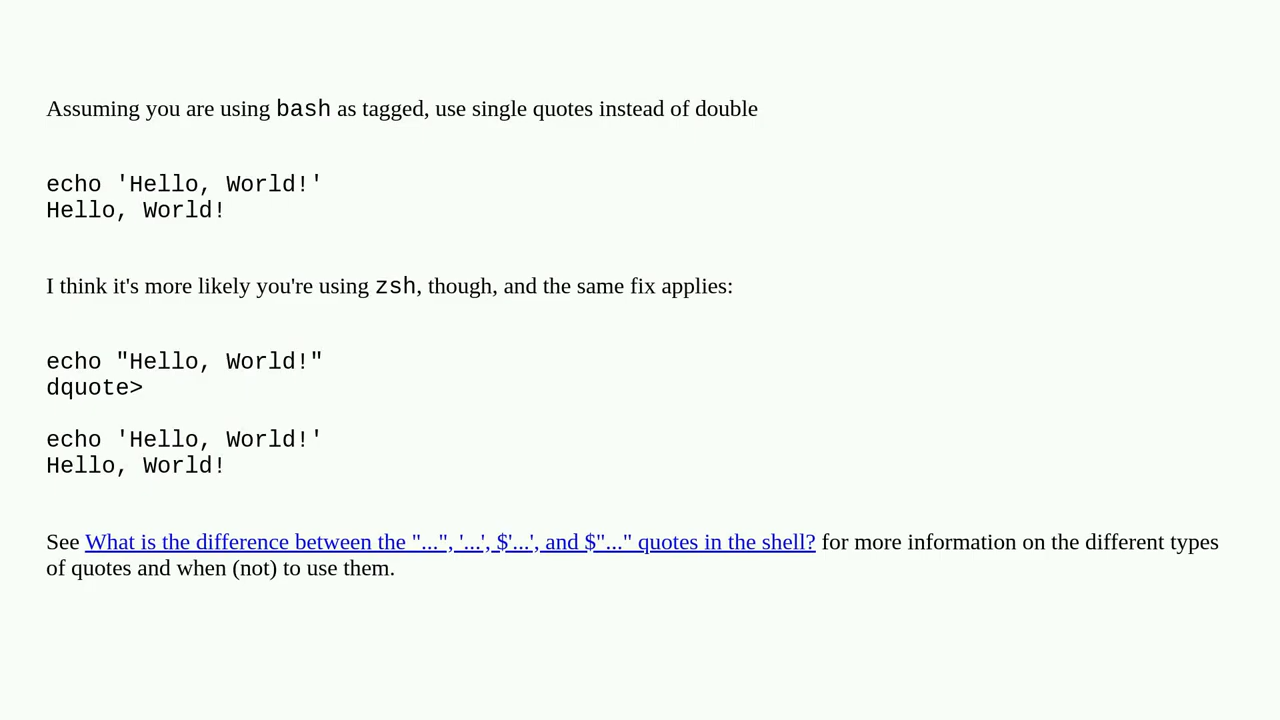 Assuming you are using bash as tagged, use single quotes instead of double
echo 'Hello, World!'
Hello, World!
I think it's more likely you're using zsh, though, and the same fix applies:
echo "Hello, World!"
dquote>
echo 'Hello, World!'
Hello, World!
See What is the difference between the "...", '...', $'...', and $"..." quotes in the shell? for more information on the different types
of quotes and when (not) to use them.